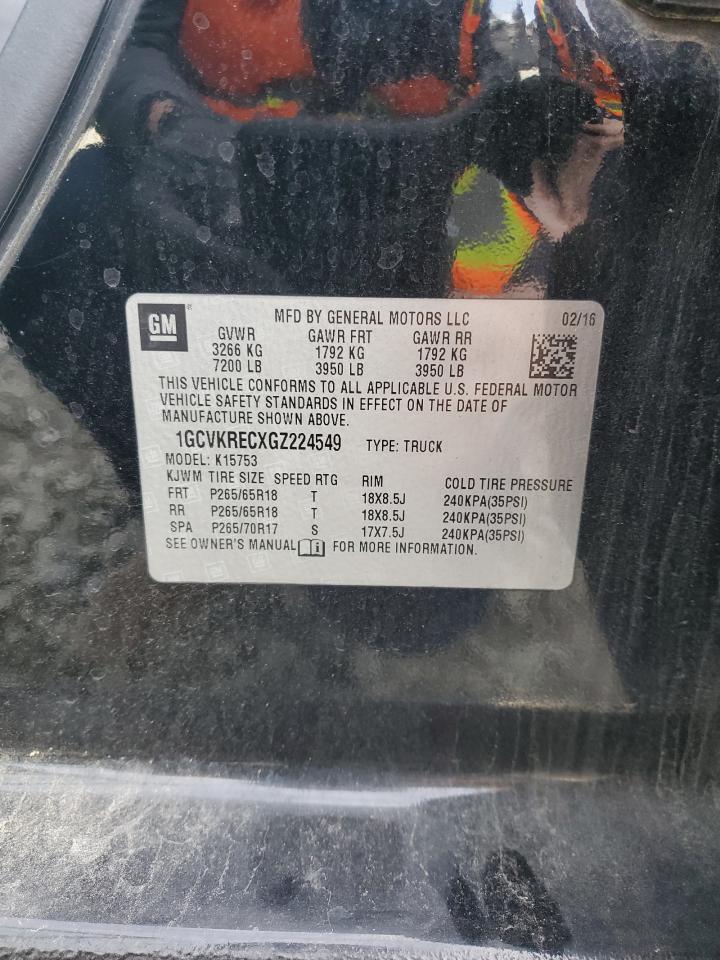 GM ® MFD BY GENERAL MOTORS LLC 02/16
GVWR GAWR FRT GAWR RR
3266 KG 1792 KG 1792 KG
7200 LB 3950 LB 3950 LB
THIS VEHICLE CONFORMS TO ALL APPLICABLE U.S. FEDERAL MOTOR
VEHICLE SAFETY STANDARDS IN EFFECT ON THE DATE OF
MANUFACTURE SHOWN ABOVE.
1GCVKRECXGZ224549 TYPE: TRUCK
MODEL: K15753
KJWM TIRE SIZE SPEED RTG RIM COLD TIRE PRESSURE
FRT P265/65R18 T 18X8.5J 240KPA(35PSI)
RR P265/65R18 T 18X8.5J 240KPA(35PSI)
SPA P265/70R17 S 17X7.5J 240KPA(35PSI)
SEE OWNER'S MANUAL FOR MORE INFORMATION.